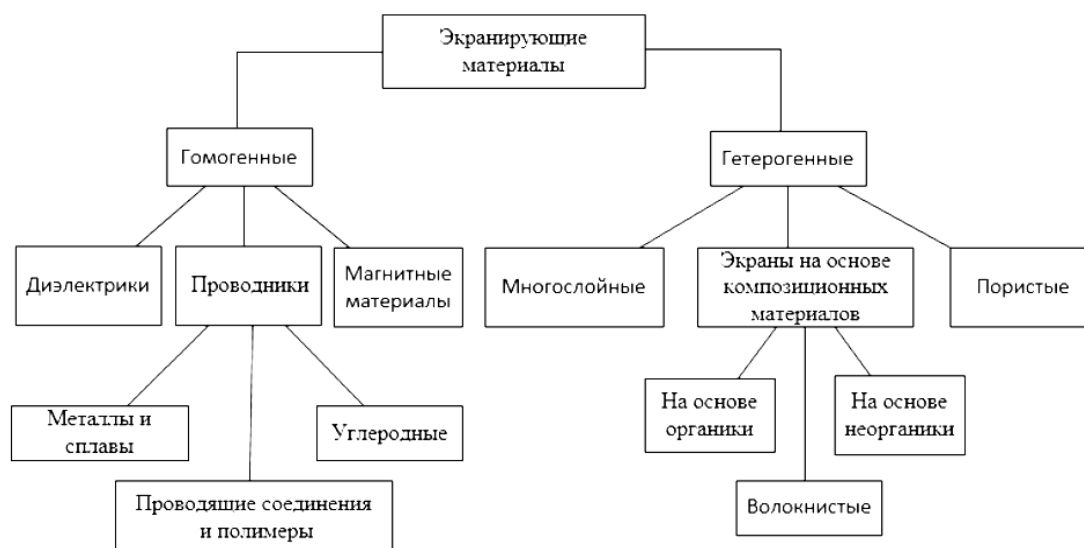 Экранирующие
материалы
Гомогенные
Гетерогенные
Диэлектрики
Проводники
Магнитные
материалы
Многослойные
Экраны на основе
композиционных
материалов
Пористые
Металлы и
сплавы
Углеродные
На основе
органики
На основе
неорганики
Проводящие соединения
и полимеры
Волокнистые